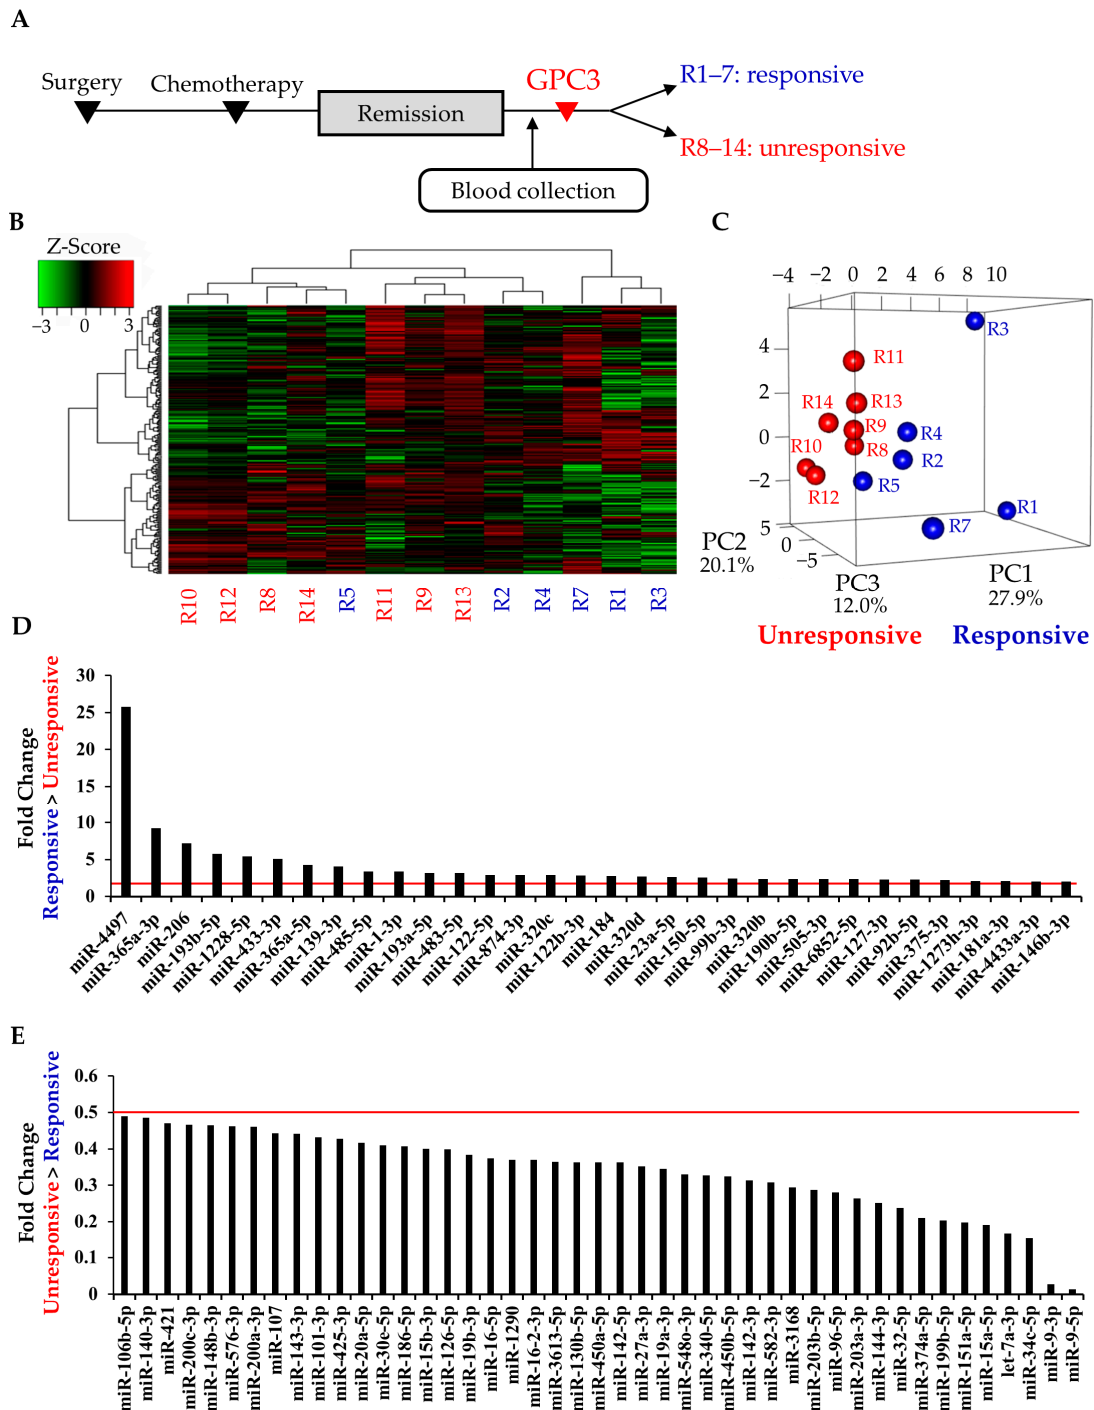 A
Surgery
Chemotherapy
Remission
GPC3
R1–7: responsive
R8–14: unresponsive
Blood collection
B
Z-Score
−3 0 3
R10 R12 R8 R14 R5 R11 R9 R13 R2 R4 R7 R1 R3
C
−4 −2 0 2 4 6 8 10
4
2
0
−2
5
0
−5
R3
R11
R13
R14
R9
R4
R8
R10
R2
R12
R5
R1
R7
PC2
20.1%
PC3
12.0%
PC1
27.9%
Unresponsive Responsive
D
Fold Change
Responsive > Unresponsive
30
25
20
15
10
5
0
miR-4497
miR-365a-3p
miR-206
miR-193b-5p
miR-1228-5p
miR-433-3p
miR-365a-5p
miR-139-3p
miR-485-5p
miR-1-3p
miR-193a-5p
miR-483-5p
miR-122-5p
miR-874-3p
miR-320c
miR-122b-3p
miR-184
miR-320d
miR-23a-5p
miR-150-5p
miR-99b-3p
miR-320b
miR-190b-5p
miR-505-3p
miR-6852-5p
miR-127-3p
miR-92b-5p
miR-375-3p
miR-1273h-3p
miR-181a-3p
miR-4433a-3p
miR-146b-3p
E
Fold Change
Unresponsive > Responsive
0.6
0.5
0.4
0.3
0.2
0.1
0
miR-106b-5p
miR-140-3p
miR-421
miR-200c-3p
miR-148b-3p
miR-576-3p
miR-200a-3p
miR-107
miR-143-3p
miR-101-3p
miR-425-3p
miR-20a-5p
miR-30c-5p
miR-186-5p
miR-15b-3p
miR-126-5p
miR-19b-3p
miR-16-5p
miR-1290
miR-16-2-3p
miR-3613-5p
miR-130b-5p
miR-450a-5p
miR-142-5p
miR-27a-3p
miR-19a-3p
miR-548o-3p
miR-340-5p
miR-450b-5p
miR-142-3p
miR-582-3p
miR-3168
miR-203b-5p
miR-96-5p
miR-203a-3p
miR-144-3p
miR-32-5p
miR-374a-5p
miR-199b-5p
miR-151a-5p
miR-15a-5p
let-7a-3p
miR-34c-5p
miR-9-3p
miR-9-5p